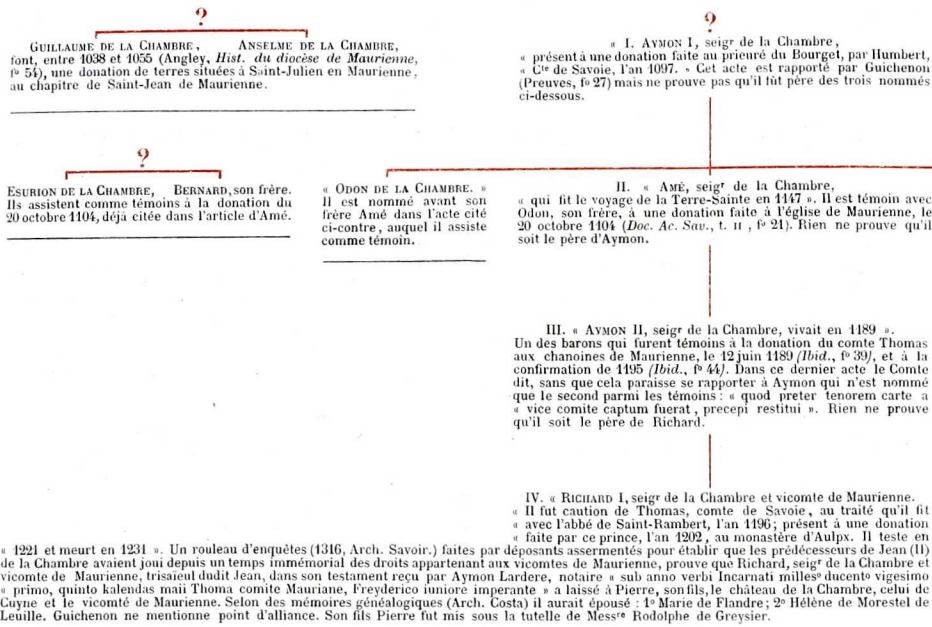 ?
GUILLAUME DE LA CHAMBRE, ANSELME DE LA CHAMBRE,
font, entre 1038 et 1055 (Angley, Hist. du diocèse de Maurienne,
fº 54), une donation de terres situées à Saint-Julien en Maurienne,
au chapitre de Saint-Jean de Maurienne.
?
« I. AYMON I, seigr de la Chambre,
« présent à une donation faite au prieuré du Bourget, par Humbert,
« Cte de Savoie, l'an 1097. » Cet acte est rapporté par Guichenon
(Preuves, fº 27) mais ne prouve pas qu'il fût père des trois nommés
ci-dessous.
?
ESURION DE LA CHAMBRE, BERNARD, son frère.
Ils assistent comme témoins à la donation du
20 octobre 1104, déjà citée dans l'article d'Amé.
« ODON DE LA CHAMBRE. »
Il est nommé avant son
frère Amé dans l'acte cité
ci-contre, auquel il assiste
comme témoin.
II. « AMÉ, seigr de la Chambre,
« qui fit le voyage de la Terre-Sainte en 1147 ». Il est témoin avec
Odon, son frère, à une donation faite à l'église de Maurienne, le
20 octobre 1104 (Doc. Ac. Sav., t. II, fº 21). Rien ne prouve qu'il
soit le père d'Aymon.
III. « AYMON II, seigr de la Chambre, vivait en 1189 ».
Un des barons qui furent témoins à la donation du comte Thomas
aux chanoines de Maurienne, le 12 juin 1189 (Ibid., fº 39), et à la
confirmation de 1195 (Ibid., fº 44). Dans ce dernier acte le Comte
dit, sans que cela paraisse se rapporter à Aymon qui n'est nommé
que le second parmi les témoins : « quod preter tenorem carte a
« vice comite captum fuerat, precepi restitui ». Rien ne prouve
qu'il soit le père de Richard.
IV. « RICHARD I, seigr de la Chambre et vicomte de Maurienne.
« Il fut caution de Thomas, comte de Savoie, au traité qu'il fit
« avec l'abbé de Saint-Rambert, l'an 1196; présent à une donation
« faite par ce prince, l'an 1202, au monastère d'Aulpx. Il teste en
« 1221 et meurt en 1231 ». Un rouleau d'enquêtes (1316, Arch. Savoir.) faites par déposants assermentés pour établir que les prédécesseurs de Jean (II)
de la Chambre avaient joui depuis un temps immémorial des droits appartenant aux vicomtes de Maurienne, prouve que Richard, seigr de la Chambre et
vicomte de Maurienne, trisaïeul dudit Jean, dans son testament reçu par Aymon Lardere, notaire « sub anno verbi Incarnati millesº ducentº vigesimo
« primo, quinto kalendas maii Thoma comite Mauriane, Freyderico iuniore imperante » a laissé à Pierre, son fils, le château de la Chambre, celui de
Cuyne et le vicomté de Maurienne. Selon des mémoires généalogiques (Arch. Costa) il aurait épousé : 1º Marie de Flandre; 2º Hélène de Morestel de
Leuille. Guichenon ne mentionne point d'alliance. Son fils Pierre fut mis sous la tutelle de Messre Rodolphe de Greysier.